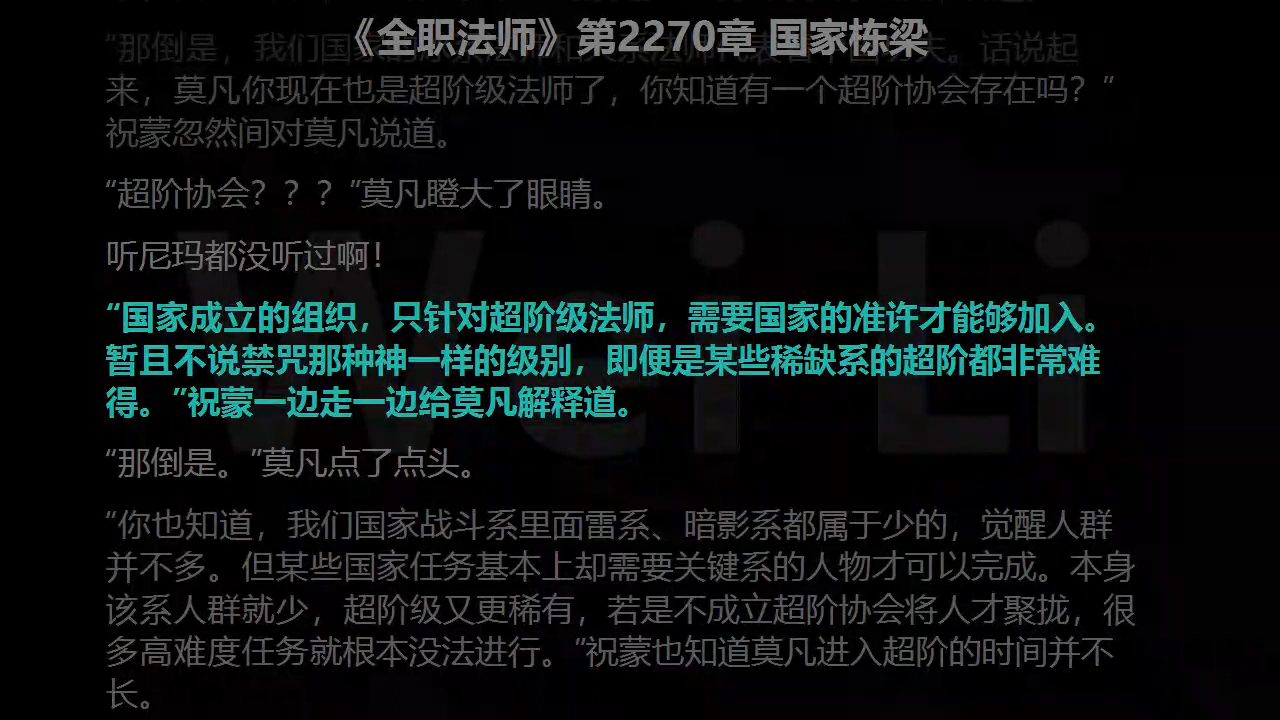 《全职法师》第2270章 国家栋梁
“那倒是，我们国家的
来，莫凡你现在也是超阶级法师了，你知道有一个超阶协会存在吗？”
祝蒙忽然间对莫凡说道。
“超阶协会？？？”莫凡瞪大了眼睛。
听尼玛都没听过啊！
“国家成立的组织，只针对超阶级法师，需要国家的准许才能够加入。
暂且不说禁咒那种神一样的级别，即便是某些稀缺系的超阶都非常难
得。”祝蒙一边走一边给莫凡解释道。
“那倒是。”莫凡点了点头。
“你也知道，我们国家战斗系里面雷系、暗影系都属于少的，觉醒人群
并不多。但某些国家任务基本上却需要关键系的人物才可以完成。本身
该系人群就少，超阶级又更稀有，若是不成立超阶协会将人才聚拢，很
多高难度任务就根本没法进行。”祝蒙也知道莫凡进入超阶的时间并不
长。
Wei Li